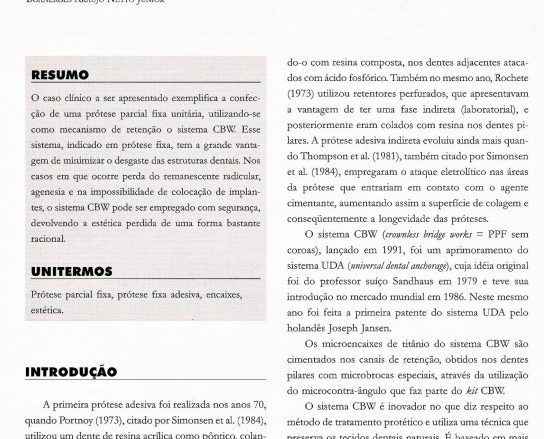 RESUMO
O caso clínico a ser apresentado exemplifica a confec-
ção de uma prótese parcial fixa unitária, utilizando-se
como mecanismo de retenção o sistema CBW. Esse
sistema, indicado em prótese fixa, tem a grande vanta-
gem de minimizar o desgaste das estruturas dentais. Nos
casos em que ocorre perda do remanescente radicular,
agenesia e na impossibilidade de colocação de implan-
tes, o sistema CBW pode ser empregado com segurança,
devolvendo a estética perdida de uma forma bastante
racional.
UNITERMOS
Prótese parcial fixa, prótese fixa adesiva, encaixes,
estética.
INTRODUÇÃO
A primeira prótese adesiva foi realizada nos anos 70,
quando Portnoy (1973), citado por Simonsen et al. (1984),
utilizou um dente de resina acrílica como pôntico, colan-
do-o com resina composta, nos dentes adjacentes ataca-
dos com ácido fosfórico. Também no mesmo ano, Rochete
(1973) utilizou retentores perfurados, que apresentavam
a vantagem de ter uma fase indireta (laboratorial), e
posteriormente eram colados com resina nos dentes pi-
lares. A prótese adesiva indireta evoluiu ainda mais quan-
do Thompson et al. (1981), também citado por Simonsen
et al. (1984), empregaram o ataque eletrolítico nas áreas
da prótese que entrariam em contato com o agente
cimentante, aumentando assim a superfície de colagem e
conseqüentemente a longevidade das próteses.
O sistema CBW (crownless bridge works = PPF sem
coroas), lançado em 1991, foi um aprimoramento do
sistema UDA (universal dental anchorage), cuja idéia original
foi do professor suíço Sandhaus em 1979 e teve sua
introdução no mercado mundial em 1986. Neste mesmo
ano foi feita a primeira patente do sistema UDA pelo
holandês Joseph Jansen.
Os microencaixes de titânio do sistema CBW são
cimentados nos canais de retenção, obtidos nos dentes
pilares com microbrocas especiais, através da utilização
do microcontra-ângulo que faz parte do kit CBW.
O sistema CBW é inovador no que diz respeito ao
método de tratamento protético e utiliza uma técnica que
preserva os tecidos dentais naturais. É baseado em mais